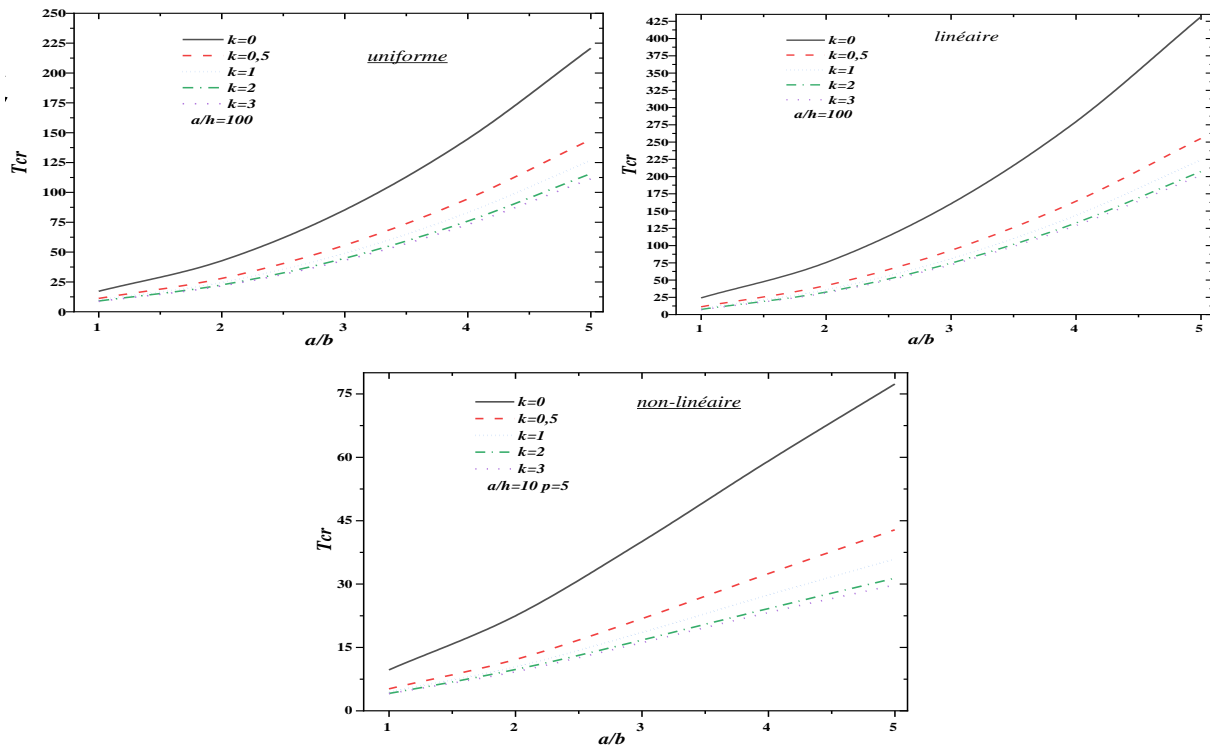 250
225
200
175
150
125
100
75
50
25
0
Tcr
k=0
k=0,5
k=1
k=2
k=3
a/h=100
uniforme
1 2 3 4 5
a/b
425
400
375
350
325
300
275
250
225
200
175
150
125
100
75
50
25
0
Tcr
k=0
k=0,5
k=1
k=2
k=3
a/h=100
linéaire
1 2 3 4 5
a/b
75
60
45
30
15
0
Tcr
k=0
k=0,5
k=1
k=2
k=3
a/h=10 p=5
non-linéaire
1 2 3 4 5
a/b